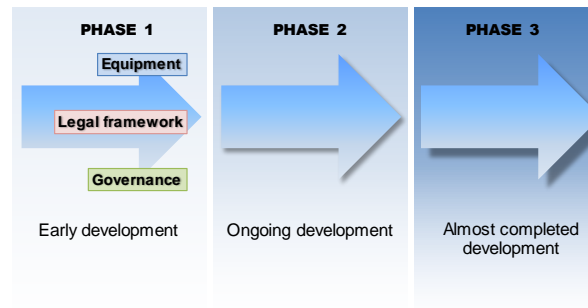 PHASE 1
Equipment
Legal framework
Governance
Early development
PHASE 2
Ongoing development
PHASE 3
Almost completed
development